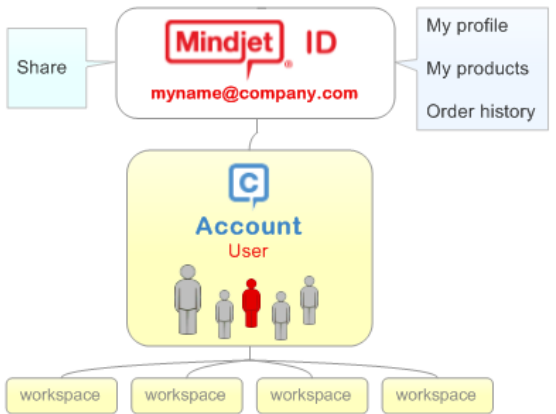 Share
Mindjet® ID
myname@company.com
My profile
My products
Order history
C
Account
User
workspace
workspace
workspace
workspace